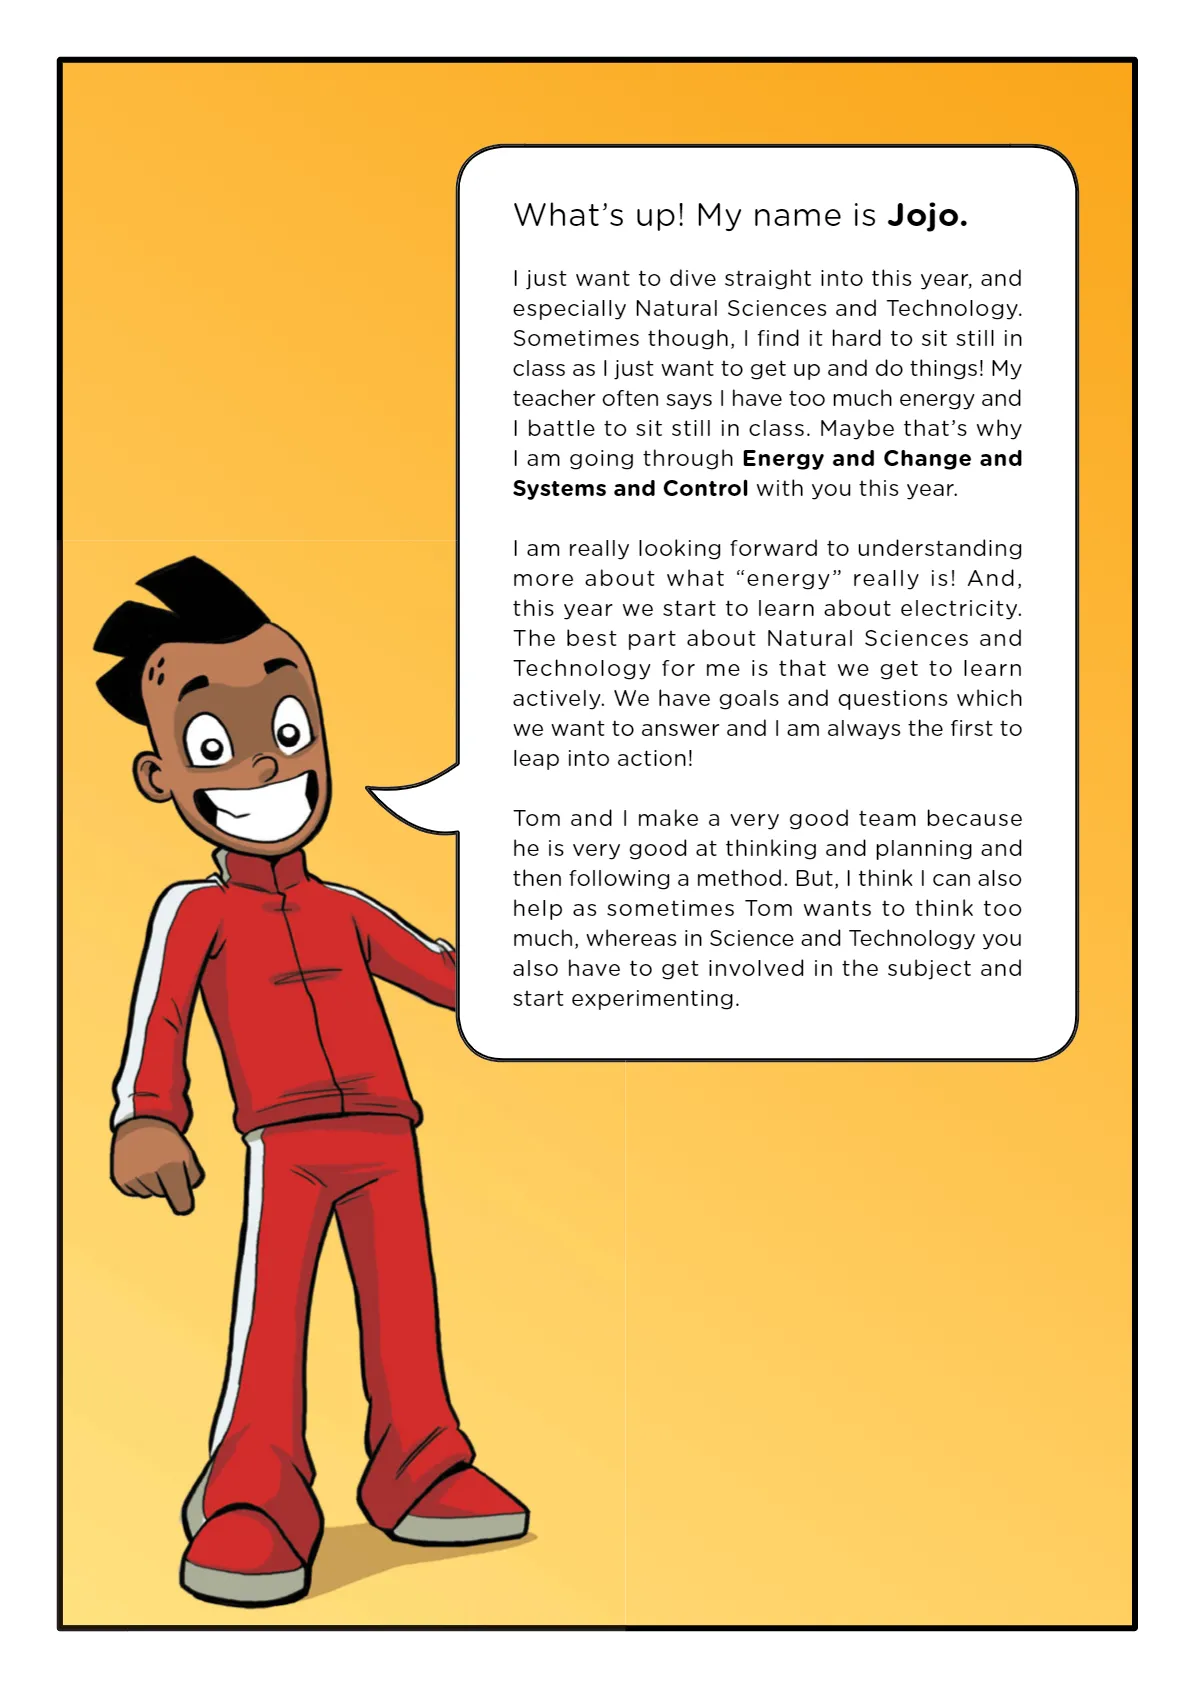 What’s up! My name is Jojo.
I just want to dive straight into this year, and
especially Natural Sciences and Technology.
Sometimes though, I find it hard to sit still in
class as I just want to get up and do things! My
teacher often says I have too much energy and
I battle to sit still in class. Maybe that’s why
I am going through Energy and Change and
Systems and Control with you this year.
I am really looking forward to understanding
more about what “energy” really is! And,
this year we start to learn about electricity.
The best part about Natural Sciences and
Technology for me is that we get to learn
actively. We have goals and questions which
we want to answer and I am always the first to
leap into action!
Tom and I make a very good team because
he is very good at thinking and planning and
then following a method. But, I think I can also
help as sometimes Tom wants to think too
much, whereas in Science and Technology you
also have to get involved in the subject and
start experimenting.